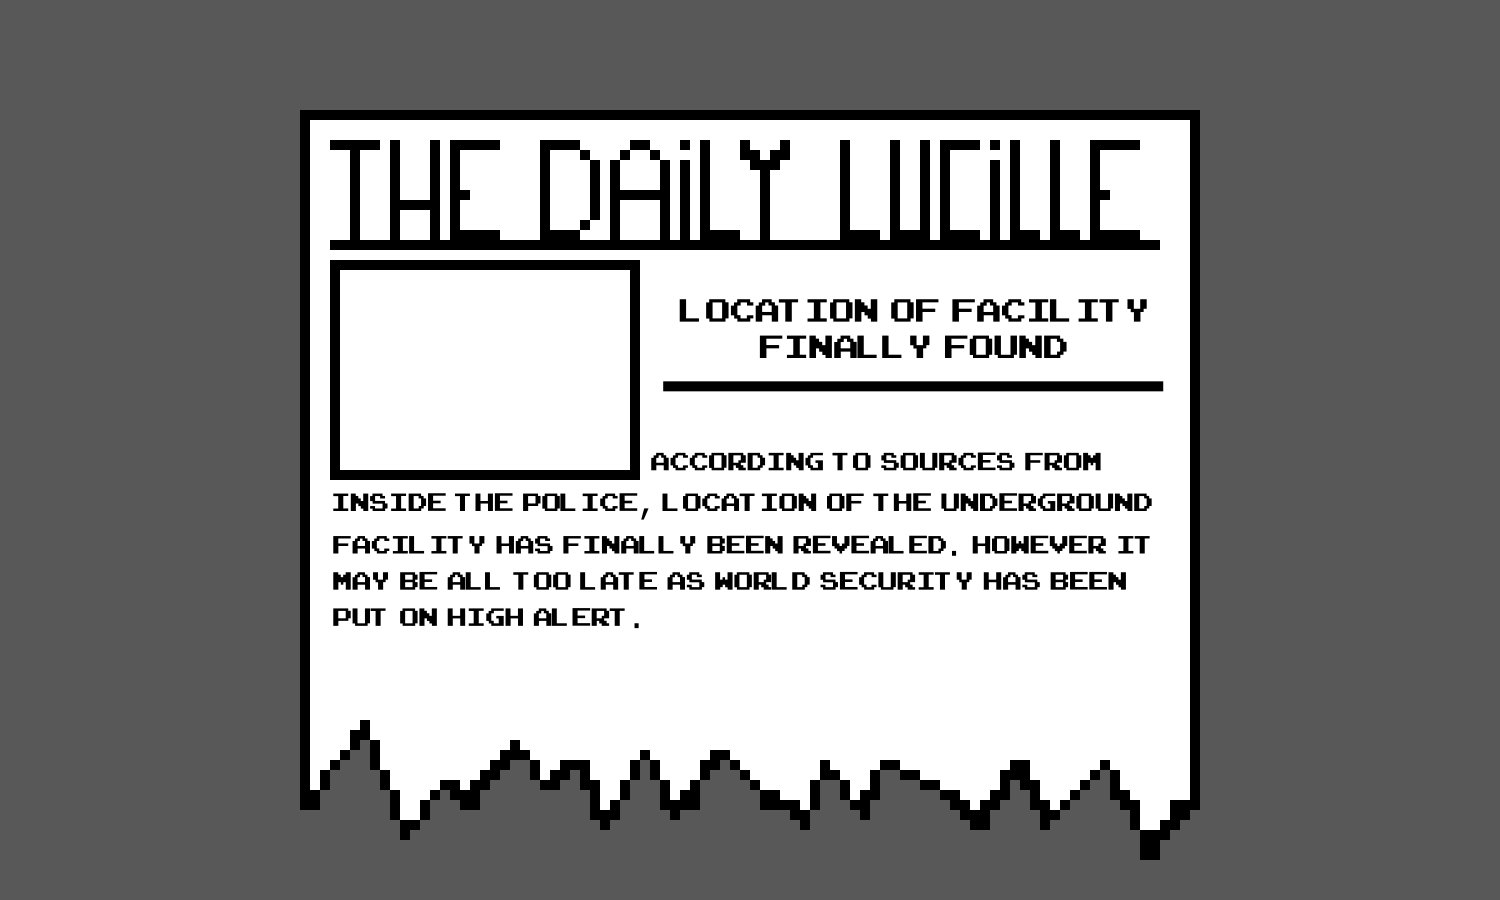 THE DAiLY LUCiLLE
LOCATION OF FACILITY
FINALLY FOUND
ACCORDING TO SOURCES FROM
INSIDE THE POLICE, LOCATION OF THE UNDERGROUND
FACILITY HAS FINALLY BEEN REVEALED. HOWEVER IT
MAY BE ALL TOO LATE AS WORLD SECURITY HAS BEEN
PUT ON HIGH ALERT.